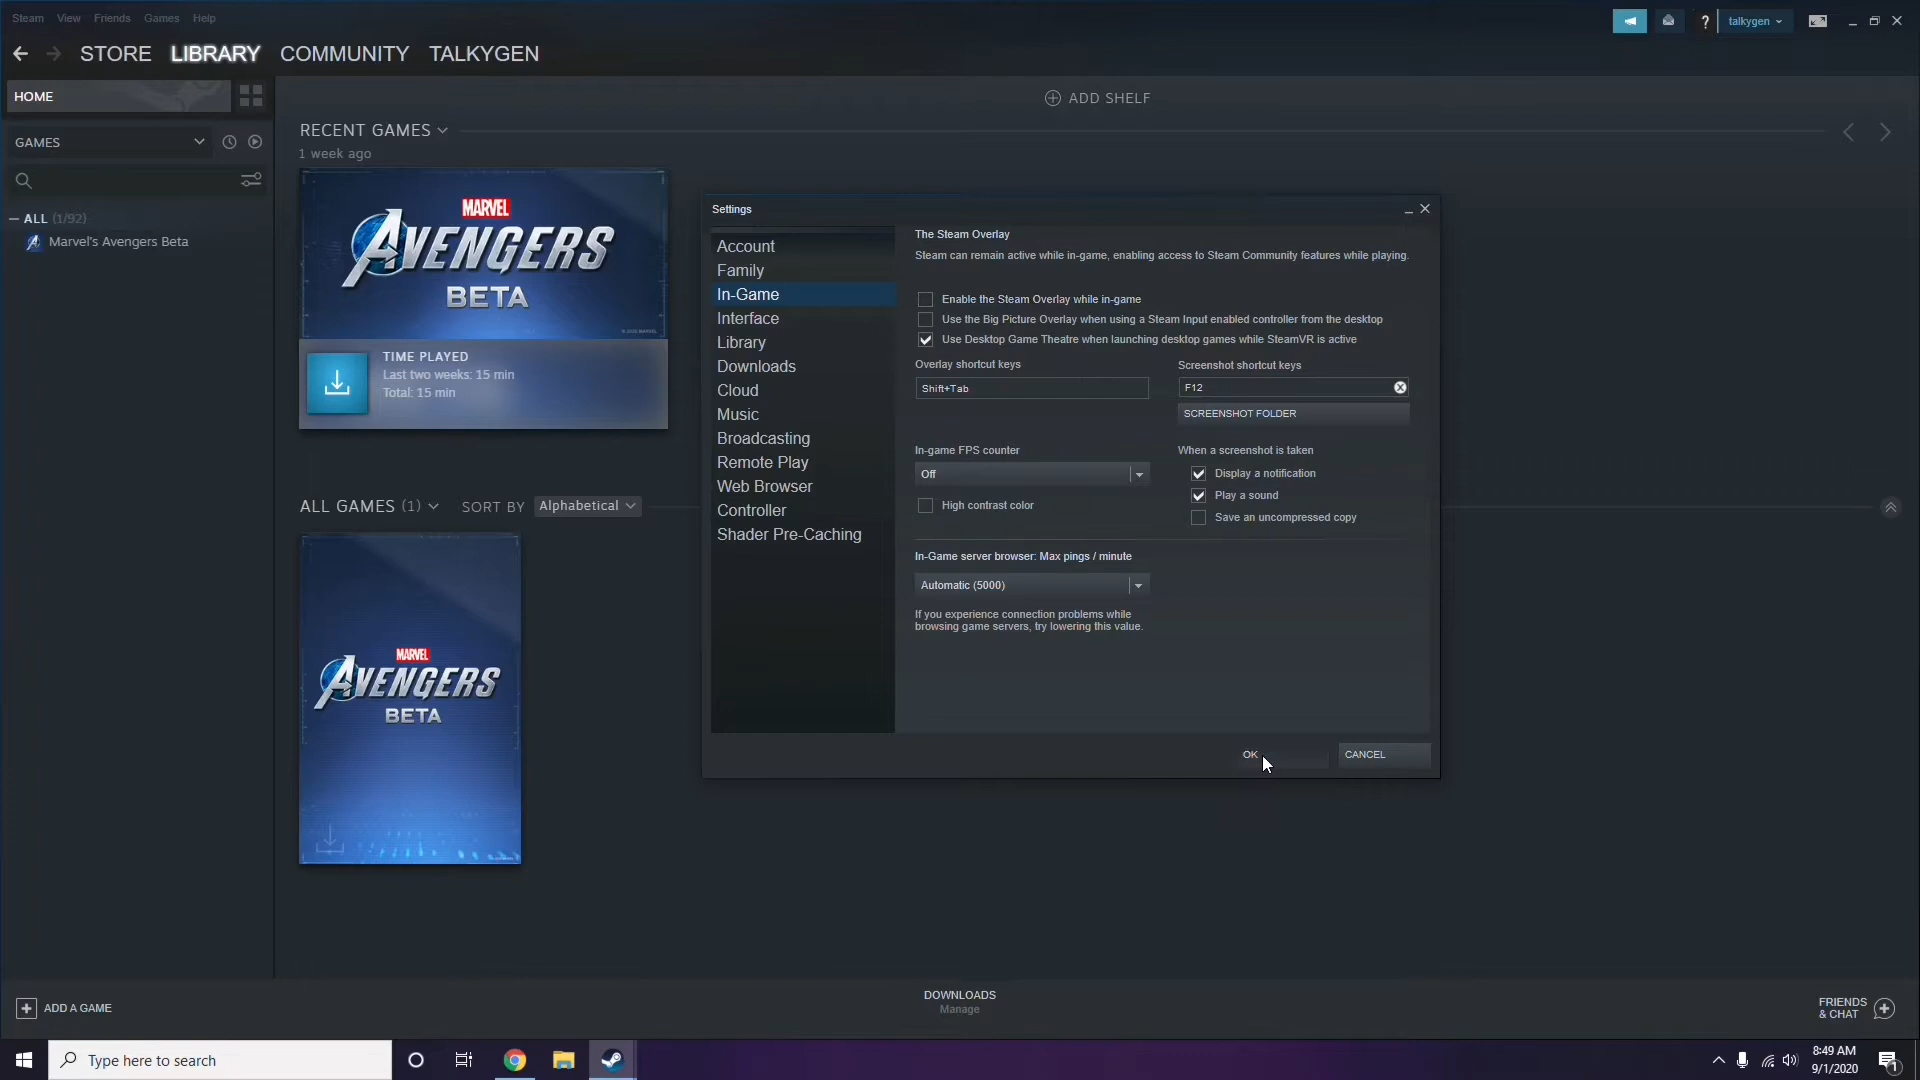 Steam View Friends Games Help
talkygen
STORE LIBRARY COMMUNITY TALKYGEN
HOME
GAMES
ALL (1/92)
Marvel's Avengers Beta
ADD SHELF
RECENT GAMES
1 week ago
MARVEL
AVENGERS
BETA
TIME PLAYED
Last two weeks: 15 min
Total: 15 min
ALL GAMES (1) SORT BY Alphabetical
MARVEL
AVENGERS
BETA
Settings
Account
Family
In-Game
Interface
Library
Downloads
Cloud
Music
Broadcasting
Remote Play
Web Browser
Controller
Shader Pre-Caching
The Steam Overlay
Steam can remain active while in-game, enabling access to Steam Community features while playing.
Enable the Steam Overlay while in-game
Use the Big Picture Overlay when using a Steam Input enabled controller from the desktop
Use Desktop Game Theatre when launching desktop games while SteamVR is active
Overlay shortcut keys
Shift+Tab
Screenshot shortcut keys
F12
SCREENSHOT FOLDER
In-game FPS counter
Off
High contrast color
When a screenshot is taken
Display a notification
Play a sound
Save an uncompressed copy
In-Game server browser: Max pings / minute
Automatic (5000)
If you experience connection problems while
browsing game servers, try lowering this value.
OK
CANCEL
ADD A GAME
DOWNLOADS
Manage
FRIENDS
& CHAT
Type here to search
8:49 AM
9/1/2020
1